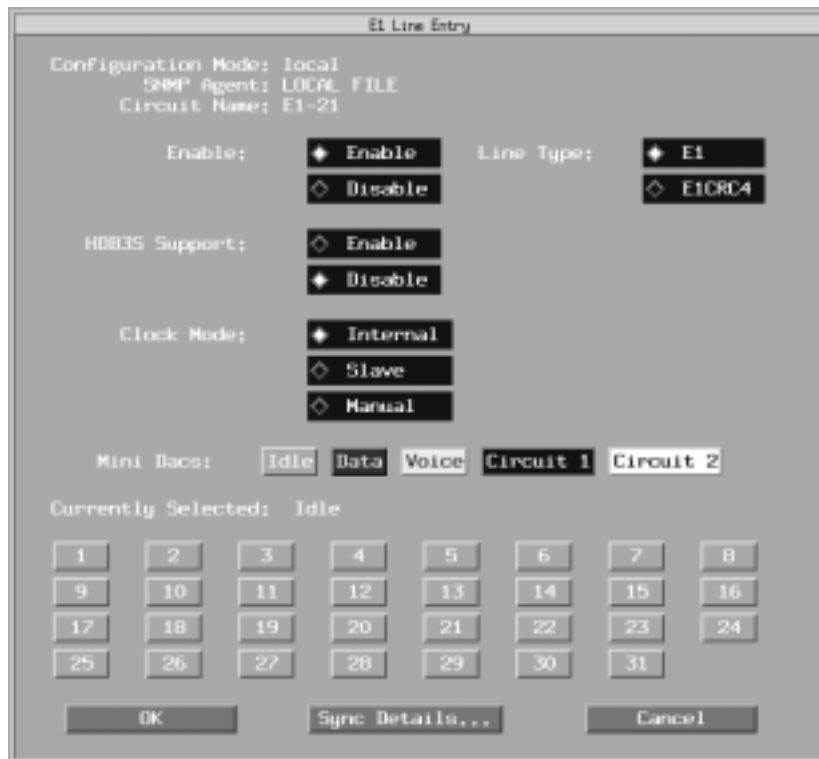 E1 Line Entry
Configuration Mode: local
SNMP Agent: LOCAL FILE
Circuit Name: E1-21
Enable: Enable Line Type: E1
Disable E1CRC4
HDB3S Support: Enable
Disable
Clock Mode: Internal
Slave
Manual
Mini Dacs: Idle Data Voice Circuit 1 Circuit 2
Currently Selected: Idle
1 2 3 4 5 6 7 8
9 10 11 12 13 14 15 16
17 18 19 20 21 22 23 24
25 26 27 28 29 30 31
OK Sync Details... Cancel